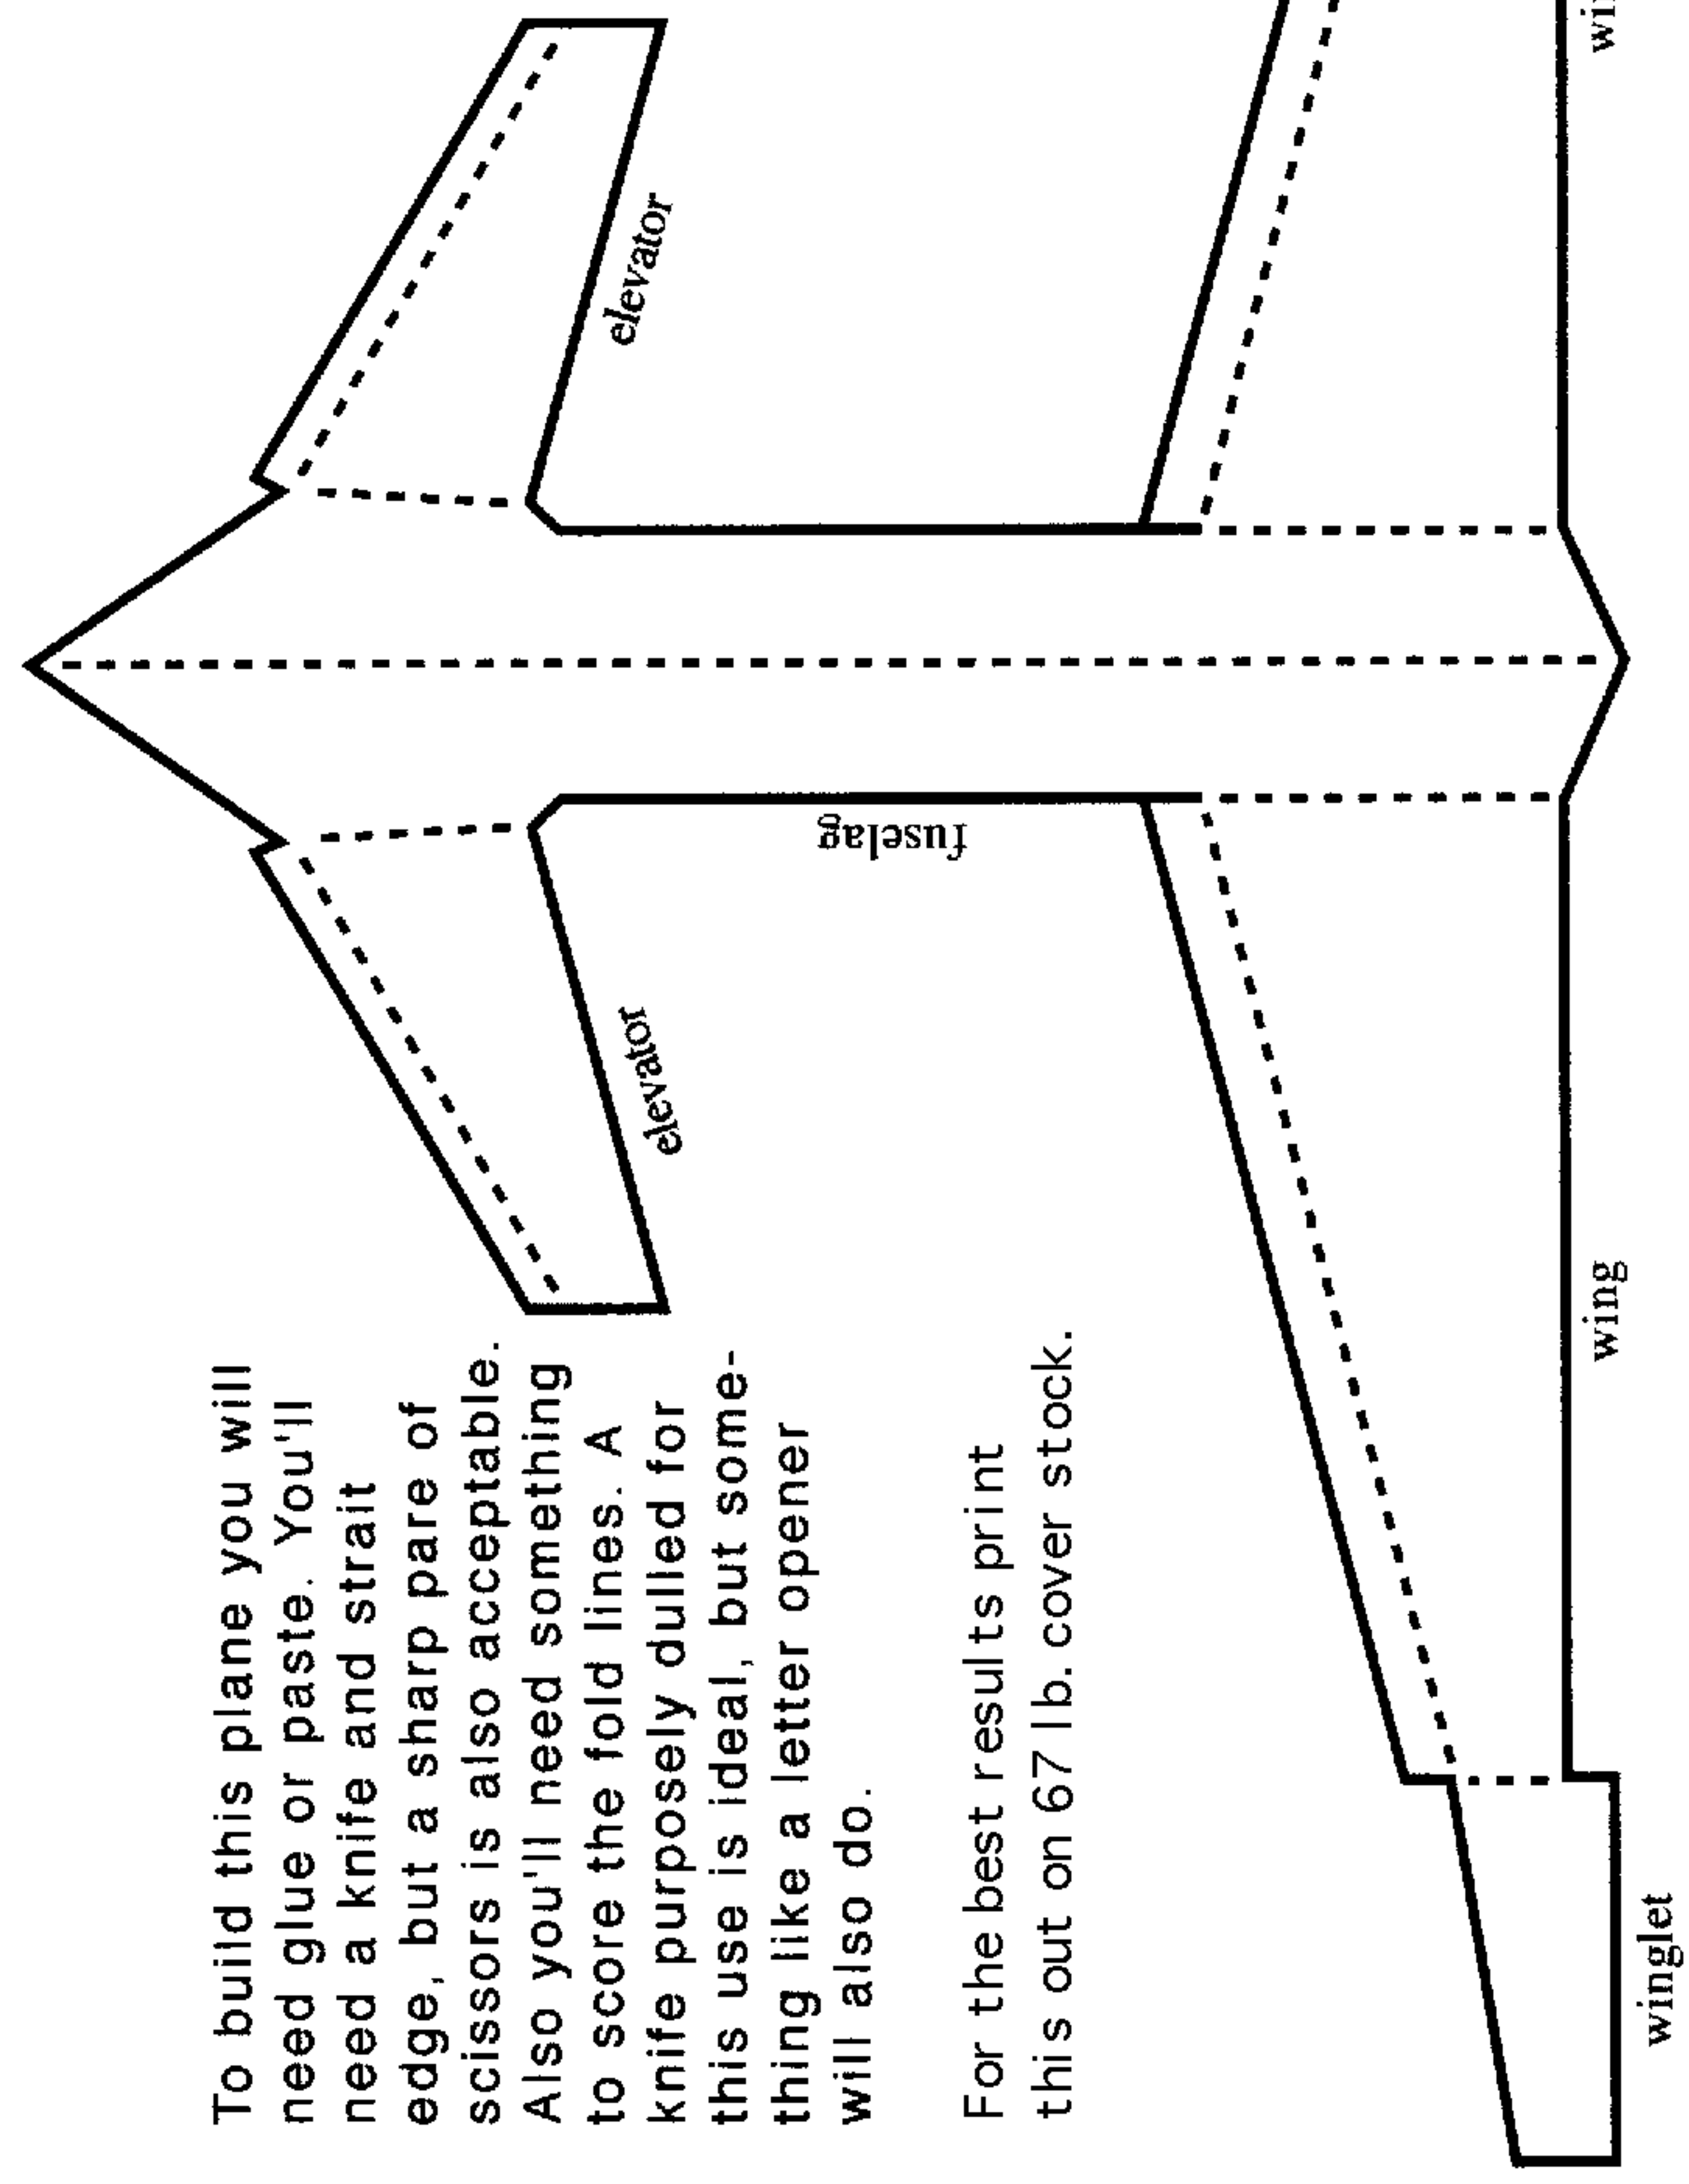 To build this plane you will
need glue or paste. You'll
need a knife and strait
edge, but a sharp pare of
scissors is also acceptable.
Also you'll need something
to score the fold lines. A
knife purposely dulled for
this use is ideal, but some-
thing like a letter opener
will also do.
For the best results print
this out on 67 lb. cover stock.
elevator
elevator
fuselag
wing
winglet